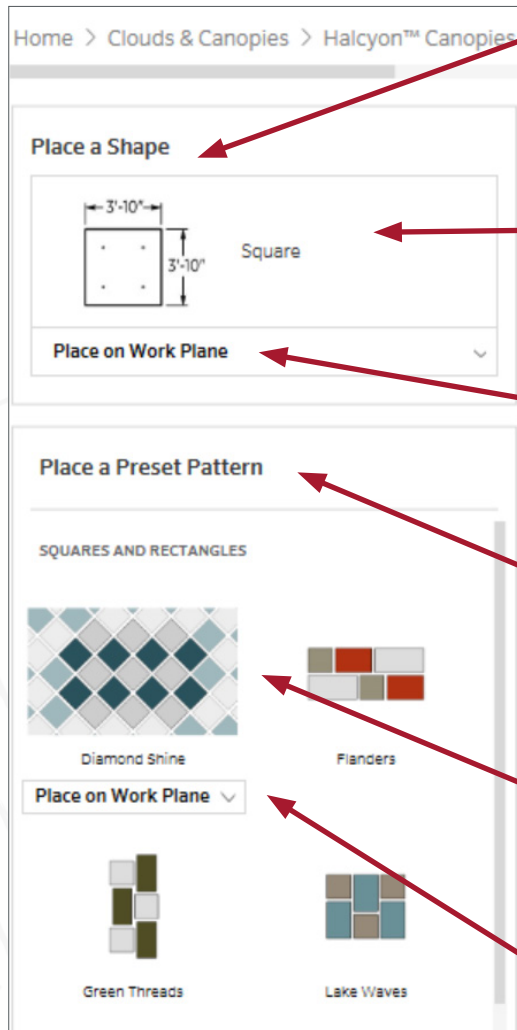 Home > Clouds & Canopies > Halcyon™ Canopies
Place a Shape
3'-10"
3'-10"
Square
Place on Work Plane
Place a Preset Pattern
SQUARES AND RECTANGLES
Diamond Shine
Flanders
Place on Work Plane
Green Threads
Lake Waves